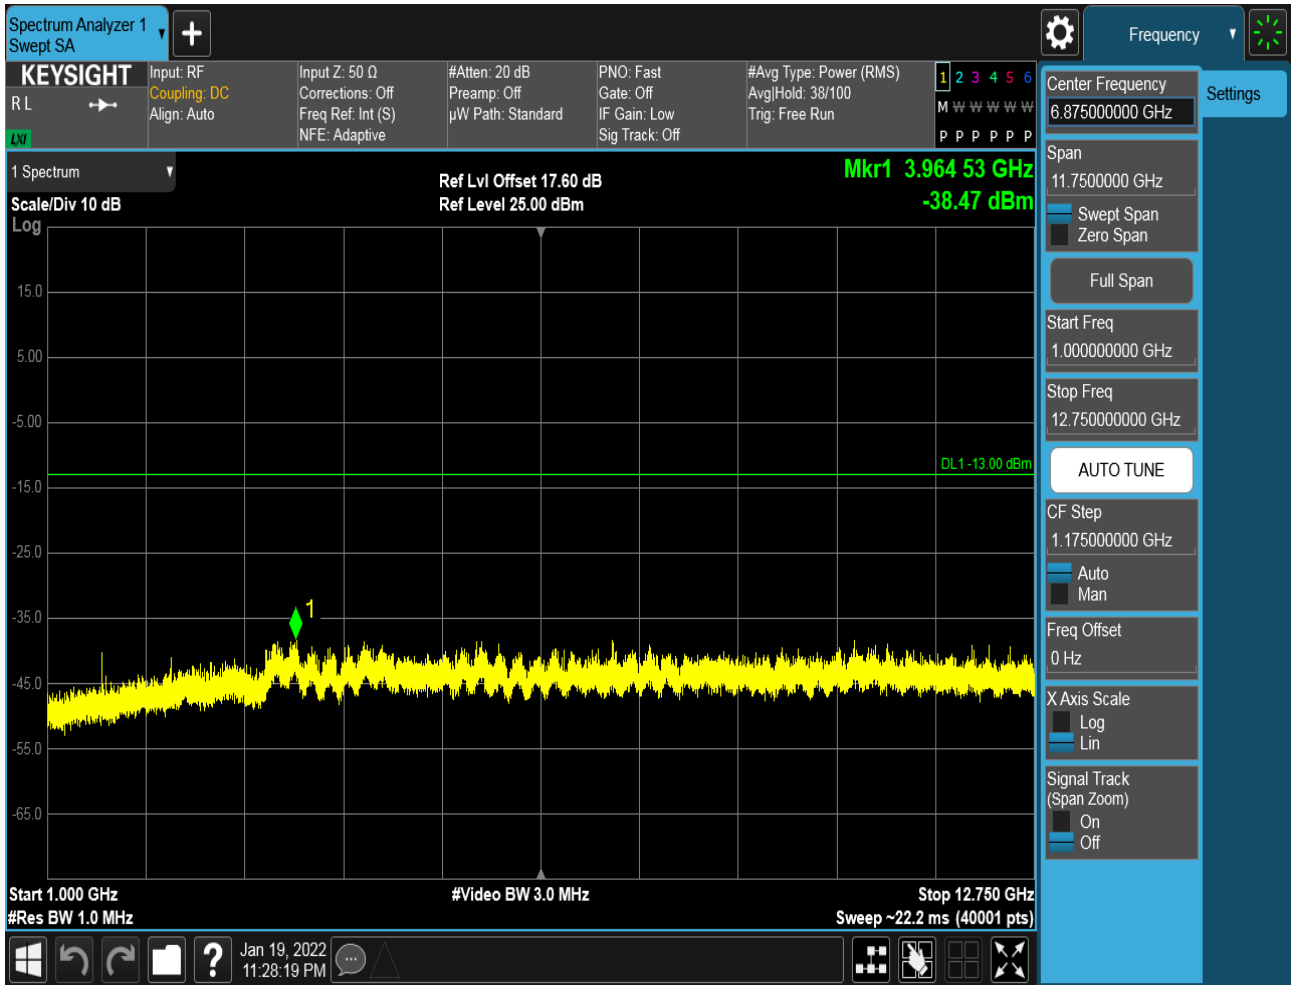 Spectrum Analyzer 1
Swept SA
Frequency
KEYSIGHT
R L
LXI
Input: RF
Coupling: DC
Align: Auto
Input Z: 50 Ω
Corrections: Off
Freq Ref: Int (S)
NFE: Adaptive
#Atten: 20 dB
Preamp: Off
µW Path: Standard
PNO: Fast
Gate: Off
IF Gain: Low
Sig Track: Off
#Avg Type: Power (RMS)
Avg|Hold: 38/100
Trig: Free Run
1 2 3 4 5 6
M W W W W W
P P P P P P
Center Frequency
6.875000000 GHz
Settings
1 Spectrum
Scale/Div 10 dB
Log
Ref Lvl Offset 17.60 dB
Ref Level 25.00 dBm
Mkr1 3.964 53 GHz
-38.47 dBm
Span
11.7500000 GHz
Swept Span
Zero Span
Full Span
Start Freq
1.000000000 GHz
Stop Freq
12.750000000 GHz
AUTO TUNE
CF Step
1.175000000 GHz
Auto
Man
Freq Offset
0 Hz
X Axis Scale
Log
Lin
Signal Track
(Span Zoom)
On
Off
15.0
5.00
-5.00
DL1 -13.00 dBm
-15.0
-25.0
-35.0
1
-45.0
-55.0
-65.0
Start 1.000 GHz
#Video BW 3.0 MHz
Stop 12.750 GHz
#Res BW 1.0 MHz
Sweep ~22.2 ms (40001 pts)
?
Jan 19, 2022
11:28:19 PM